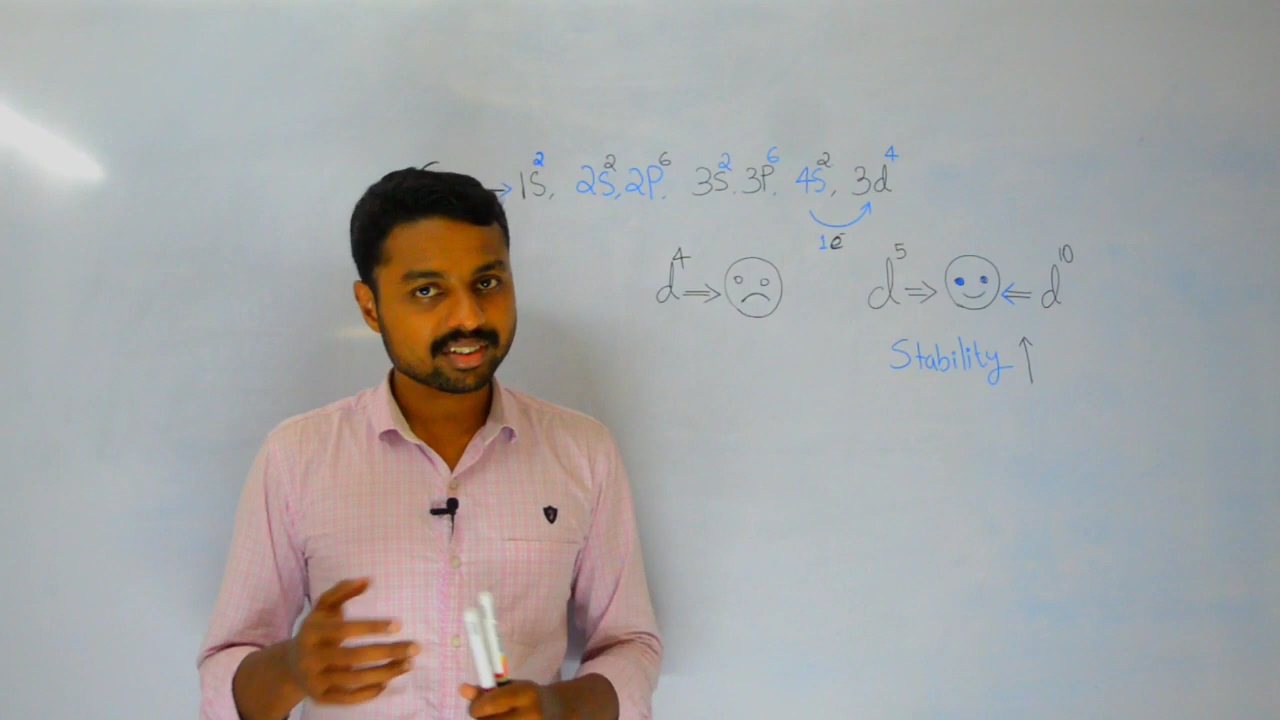 → 1S², 2S², 2P⁶, 3S², 3P⁶, 4S², 3d⁴
1e⁻
d⁴ ⇒ d⁵ ⇒ ⇐ d¹⁰
Stability ↑